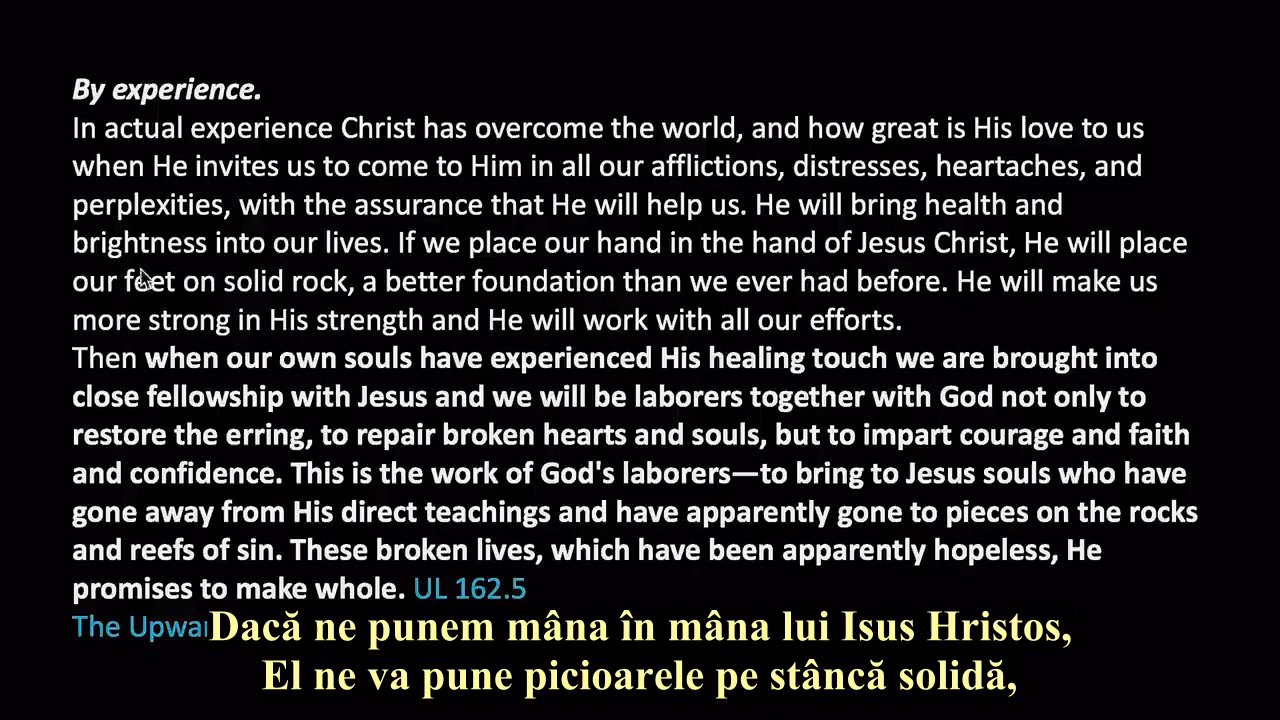 By experience.
In actual experience Christ has overcome the world, and how great is His love to us
when He invites us to come to Him in all our afflictions, distresses, heartaches, and
perplexities, with the assurance that He will help us. He will bring health and
brightness into our lives. If we place our hand in the hand of Jesus Christ, He will place
our feet on solid rock, a better foundation than we ever had before. He will make us
more strong in His strength and He will work with all our efforts.
Then when our own souls have experienced His healing touch we are brought into
close fellowship with Jesus and we will be laborers together with God not only to
restore the erring, to repair broken hearts and souls, but to impart courage and faith
and confidence. This is the work of God's laborers—to bring to Jesus souls who have
gone away from His direct teachings and have apparently gone to pieces on the rocks
and reefs of sin. These broken lives, which have been apparently hopeless, He
promises to make whole. UL 162.5
The
Dacă ne punem mâna în mâna lui Isus Hristos,
El ne va pune picioarele pe stâncă solidă,